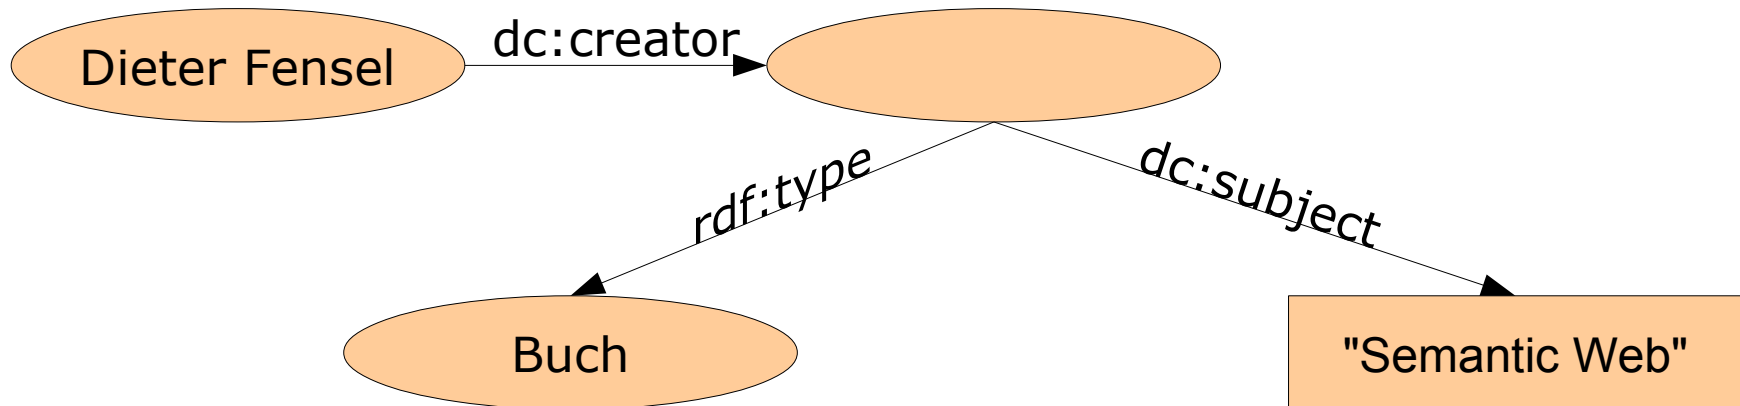 dc:creator
Dieter Fensel
rdf:type
dc:subject
Buch
"Semantic Web"